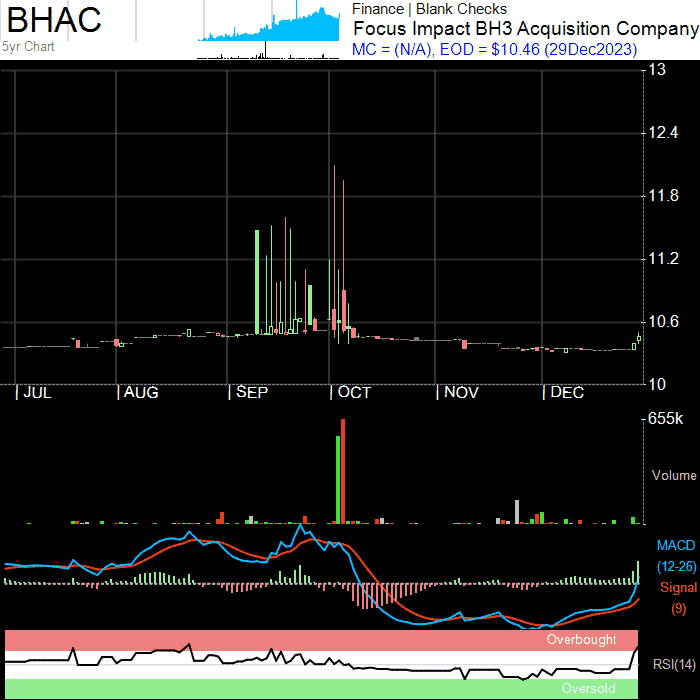 BHAC
5yr Chart
Finance | Blank Checks
Focus Impact BH3 Acquisition Company
MC = (N/A), EOD = $10.46 (29Dec2023)
13
12.4
11.8
11.2
10.6
10
JUL AUG SEP OCT NOV DEC
655k
Volume
MACD
(12-26)
Signal
(9)
Overbought
RSI(14)
Oversold